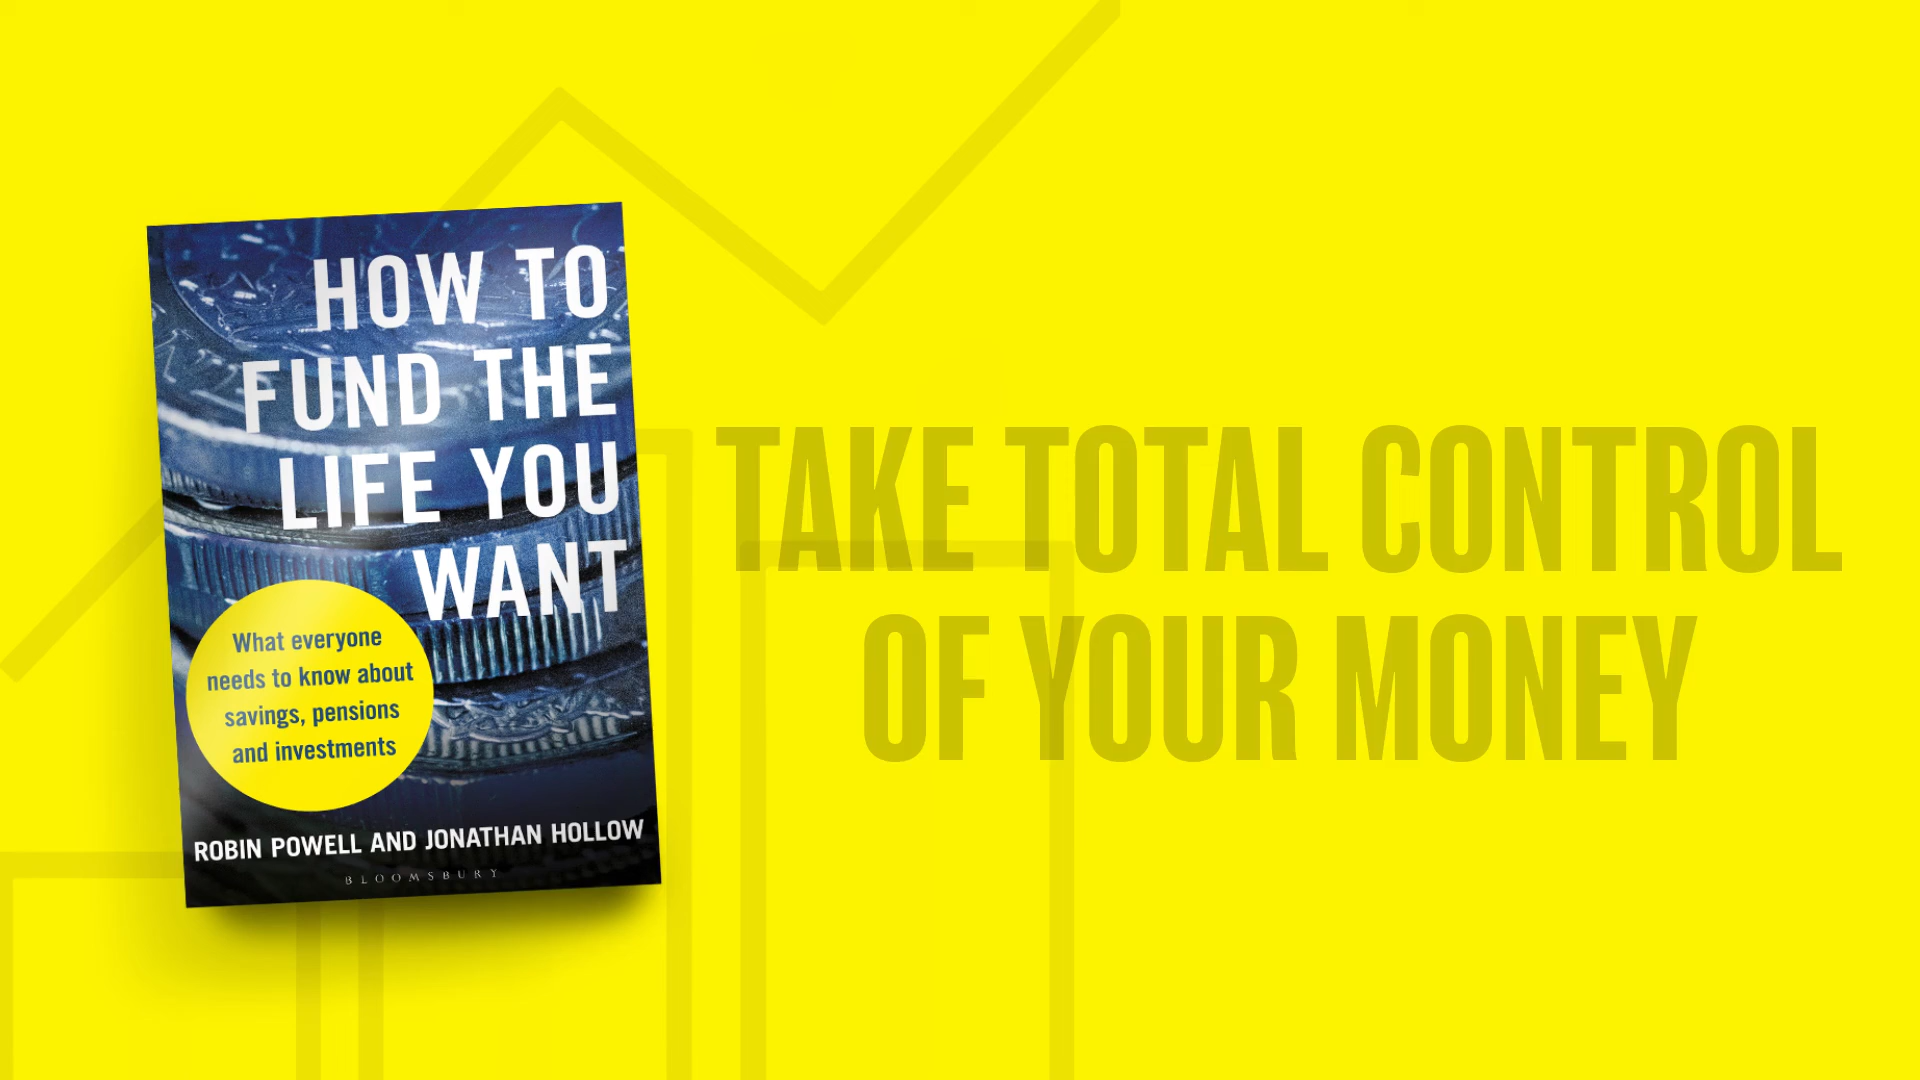 HOW TO
FUND THE
LIFE YOU
WANT
What everyone
needs to know about
savings, pensions
and investments
ROBIN POWELL AND JONATHAN HOLLOW
BLOOMSBURY
TAKE TOTAL CONTROL
OF YOUR MONEY